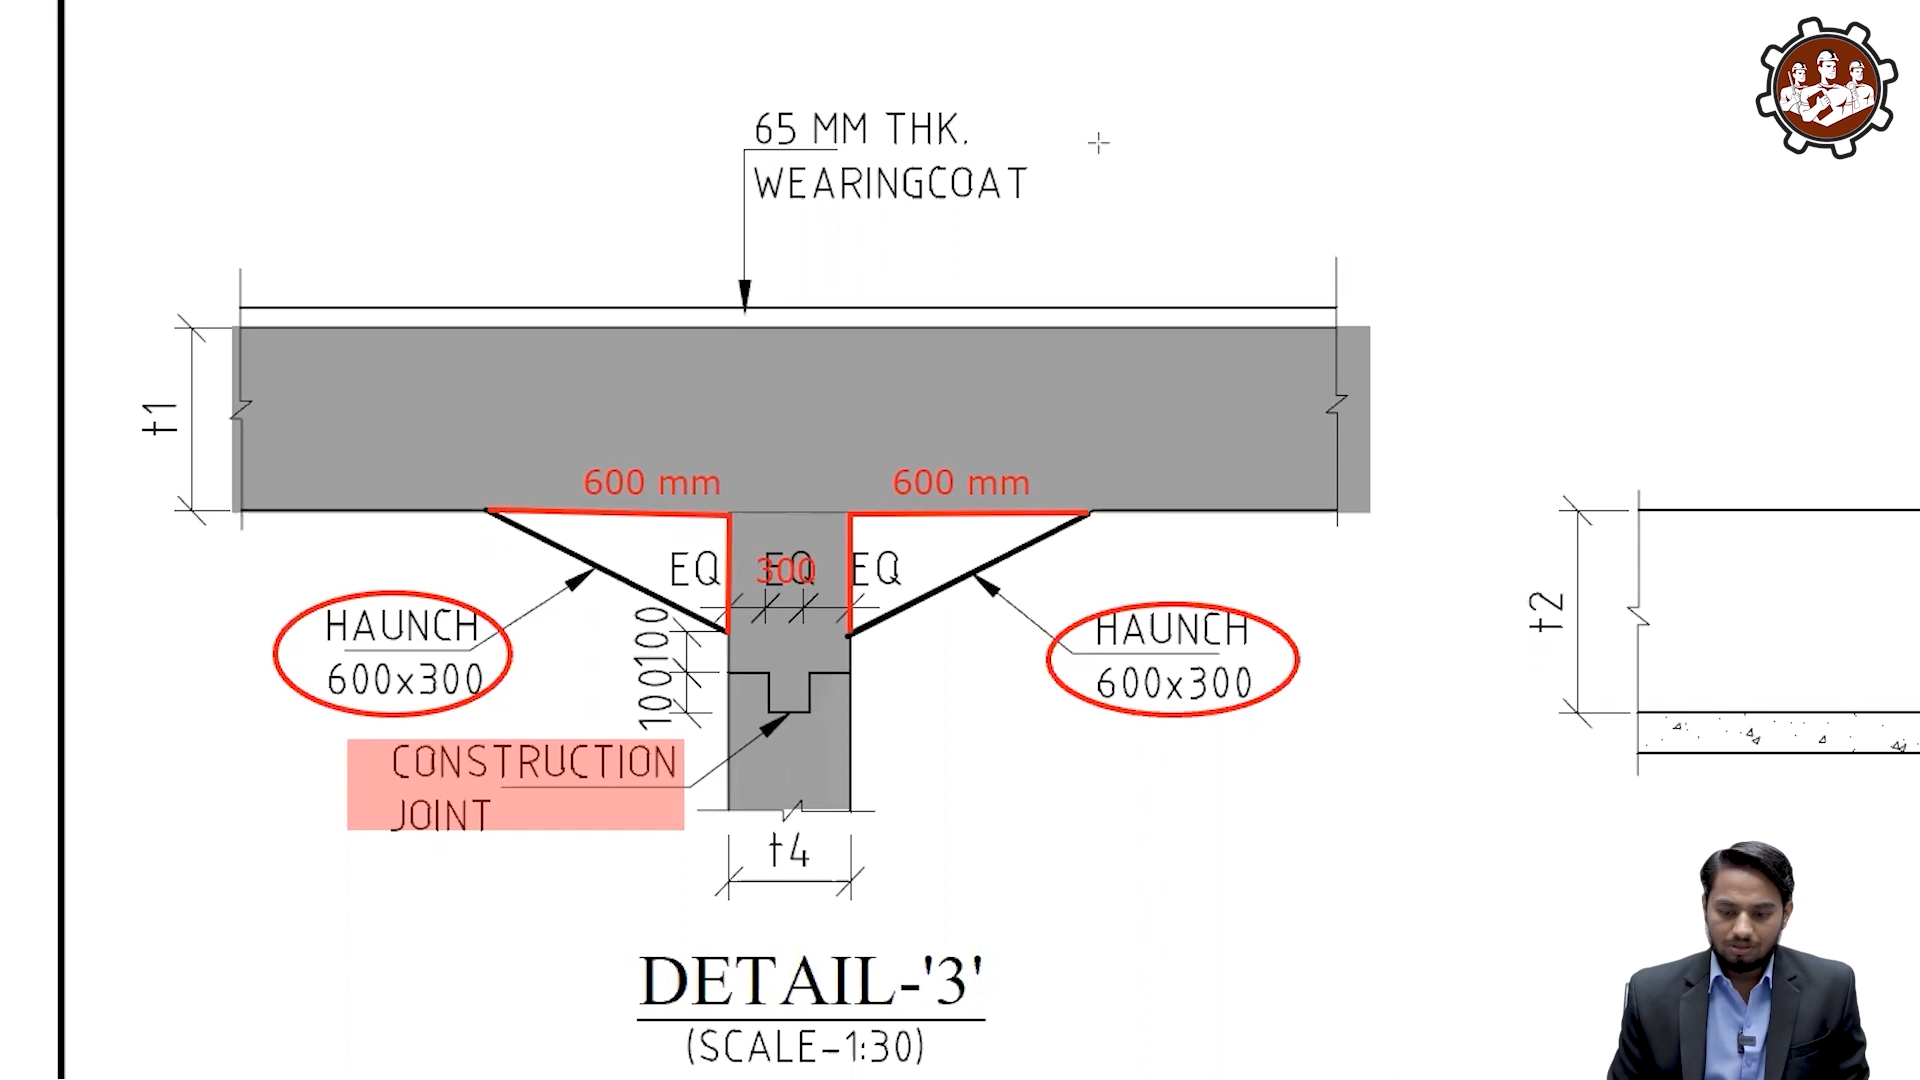 65 MM THK.
WEARINGCOAT
t1
600 mm
600 mm
EQ
EQ
300
EQ
HAUNCH
600x300
100
100
HAUNCH
600x300
t2
CONSTRUCTION
JOINT
t4
DETAIL-'3'
(SCALE-1:30)